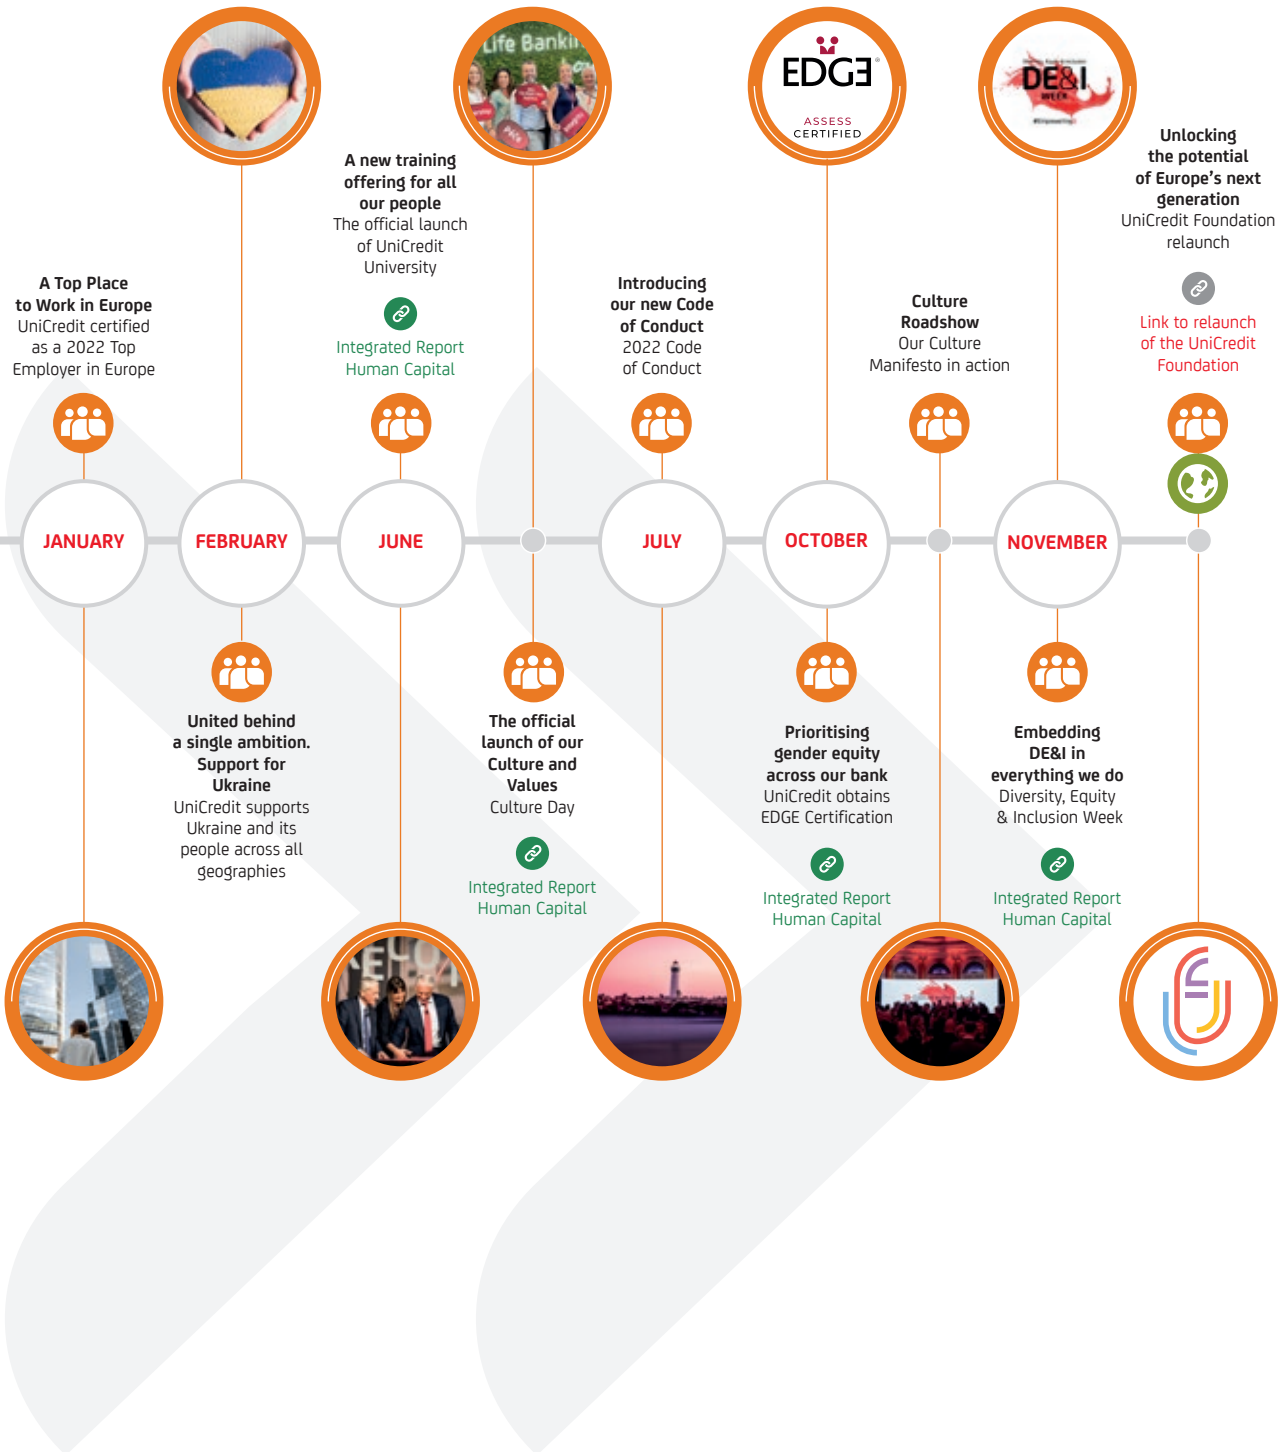 Life Bankin
EDGE
ASSESS
CERTIFIED
DE&I
WEEK
A Top Place
to Work in Europe
UniCredit certified
as a 2022 Top
Employer in Europe
A new training
offering for all
our people
The official launch
of UniCredit
University
Integrated Report
Human Capital
Introducing
our new Code
of Conduct
2022 Code
of Conduct
Culture
Roadshow
Our Culture
Manifesto in action
Unlocking
the potential
of Europe's next
generation
UniCredit Foundation
relaunch
Link to relaunch
of the UniCredit
Foundation
JANUARY
FEBRUARY
JUNE
JULY
OCTOBER
NOVEMBER
United behind
a single ambition.
Support for
Ukraine
UniCredit supports
Ukraine and its
people across all
geographies
The official
launch of our
Culture and
Values
Culture Day
Integrated Report
Human Capital
Prioritising
gender equity
across our bank
UniCredit obtains
EDGE Certification
Integrated Report
Human Capital
Embedding
DE&I in
everything we do
Diversity, Equity
& Inclusion Week
Integrated Report
Human Capital